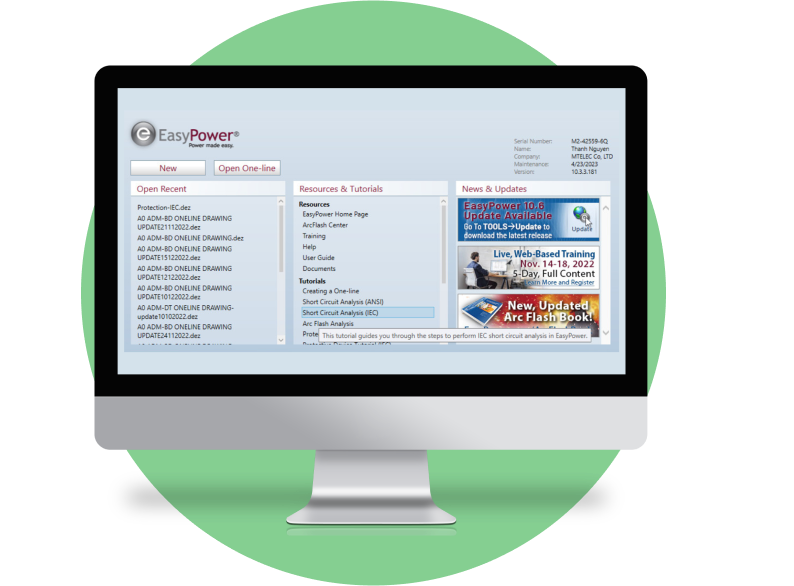 EasyPower®
Power made easy.
Serial Number: M2-42559-6Q
Name: Thanh Nguyen
Company: MTELEC Co, LTD
Maintenance: 4/23/2023
Version: 10.3.3.181
New
Open One-line
Open Recent
Protection-IEC.dez
A0 ADM-BD ONELINE DRAWING
UPDATE21112022.dez
A0 ADM-BD ONELINE DRAWING.dez
A0 ADM-BD ONELINE DRAWING
UPDATE15122022.dez
A0 ADM-BD ONELINE DRAWING
UPDATE12122022.dez
A0 ADM-BD ONELINE DRAWING
UPDATE10122022.dez
A0 ADM-DT ONELINE DRAWING-
update10102022.dez
A0 ADM-BD ONELINE DRAWING
UPDATE24112022.dez
Resources & Tutorials
Resources
EasyPower Home Page
ArcFlash Center
Training
Help
User Guide
Documents
Tutorials
Creating a One-line
Short Circuit Analysis (ANSI)
Short Circuit Analysis (IEC)
Arc Flash Analysis
Prote
This tutorial guides you through the steps to perform IEC short circuit analysis in EasyPower.
News & Updates
EasyPower 10.6
Update Available
Go To TOOLS→Update to
download the latest release
Update
Live, Web-Based Training
Nov. 14-18, 2022
5-Day, Full Content
Learn More and Register
New, Updated
Arc Flash Book!